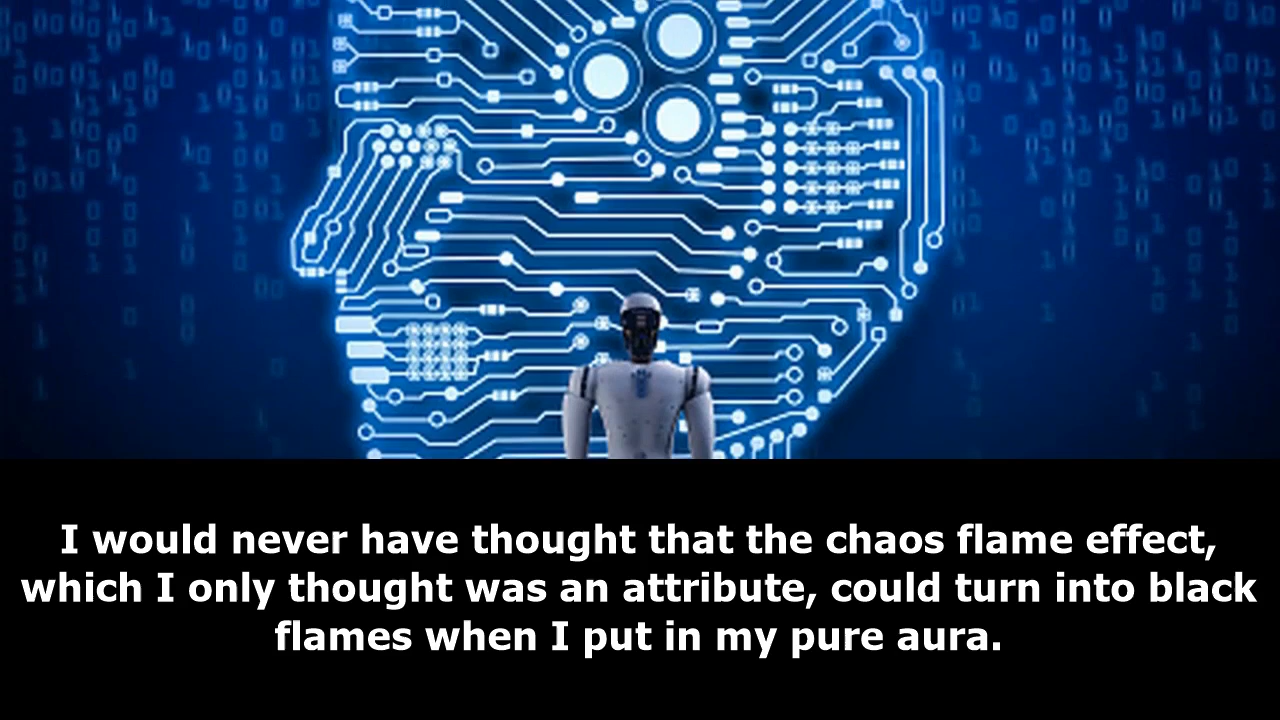 I would never have thought that the chaos flame effect,
which I only thought was an attribute, could turn into black
flames when I put in my pure aura.